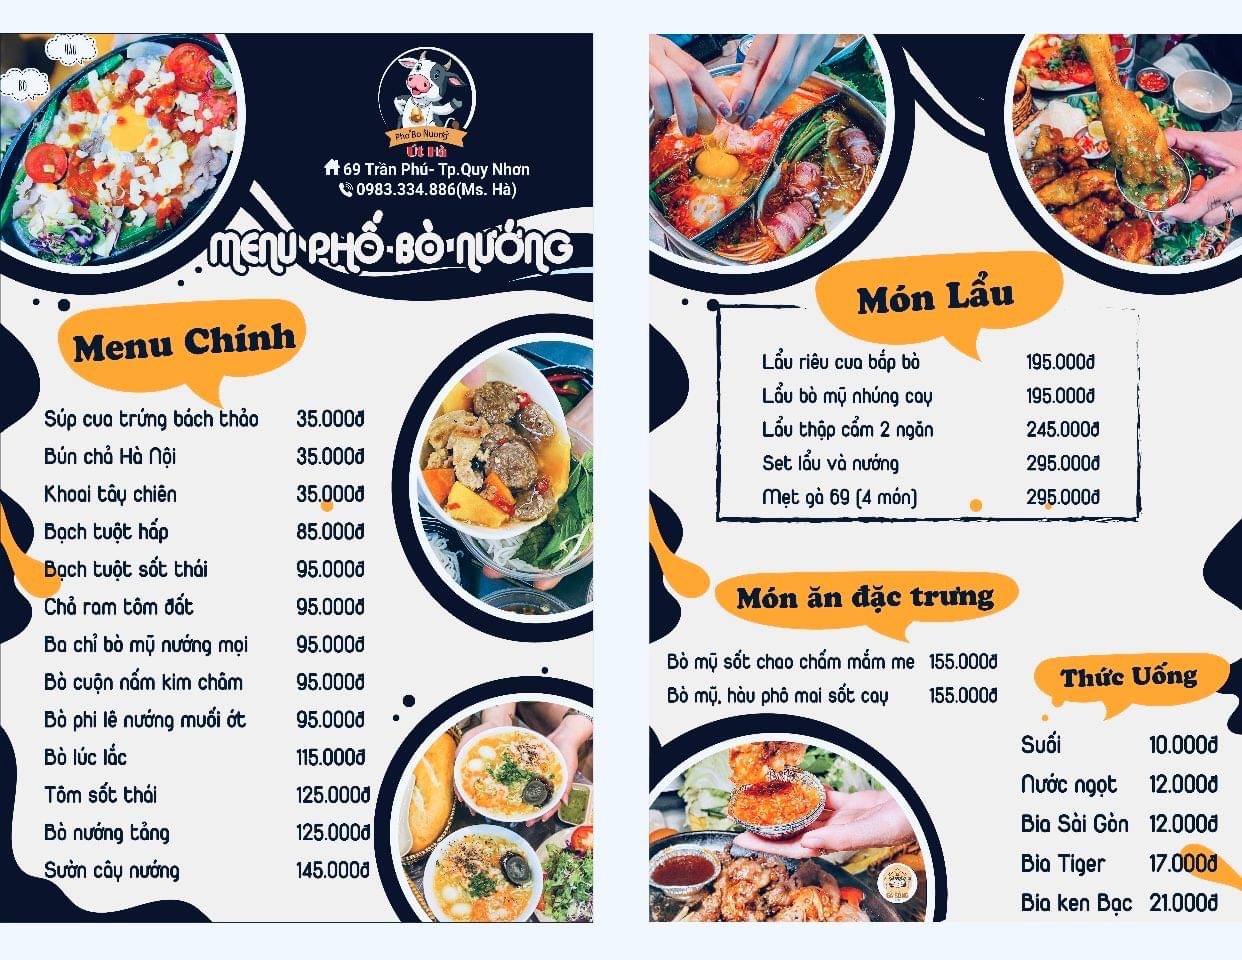 HÀU
BÒ
Phở Bò Nướng
Út Hà
69 Trần Phú- Tp.Quy Nhơn
0983.334.886(Ms. Hà)
MENU·PHỐ·BÒ·NƯỚNG
Menu Chính
Súp cua trứng bách thảo 35.000đ
Bún chả Hà Nội 35.000đ
Khoai tây chiên 35.000đ
Bạch tuột hấp 85.000đ
Bạch tuột sốt thái 95.000đ
Chả ram tôm đất 95.000đ
Ba chỉ bò mỹ nướng mọi 95.000đ
Bò cuộn nấm kim châm 95.000đ
Bò phi lê nướng muối ớt 95.000đ
Bò lúc lắc 115.000đ
Tôm sốt thái 125.000đ
Bò nướng tảng 125.000đ
Sườn cây nướng 145.000đ
Món Lẩu
Lẩu riêu cua bắp bò 195.000đ
Lẩu bò mỹ nhúng cay 195.000đ
Lẩu thập cẩm 2 ngăn 245.000đ
Set lẩu và nướng 295.000đ
Mẹt gà 69 (4 món) 295.000đ
Món ăn đặc trưng
Bò mỹ sốt chao chấm mắm me 155.000đ
Bò mỹ, hàu phô mai sốt cay 155.000đ
Thức Uống
Suối 10.000đ
Nước ngọt 12.000đ
Bia Sài Gòn 12.000đ
Bia Tiger 17.000đ
Bia ken Bạc 21.000đ